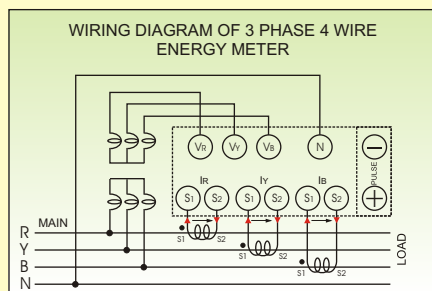 WIRING DIAGRAM OF 3 PHASE 4 WIRE
ENERGY METER
VR VY VB N
IR IY IB
S1 S2 S1 S2 S1 S2
− PULSE +
MAIN
R
Y
B
N
S1 S2 S1 S2 S1 S2
LOAD